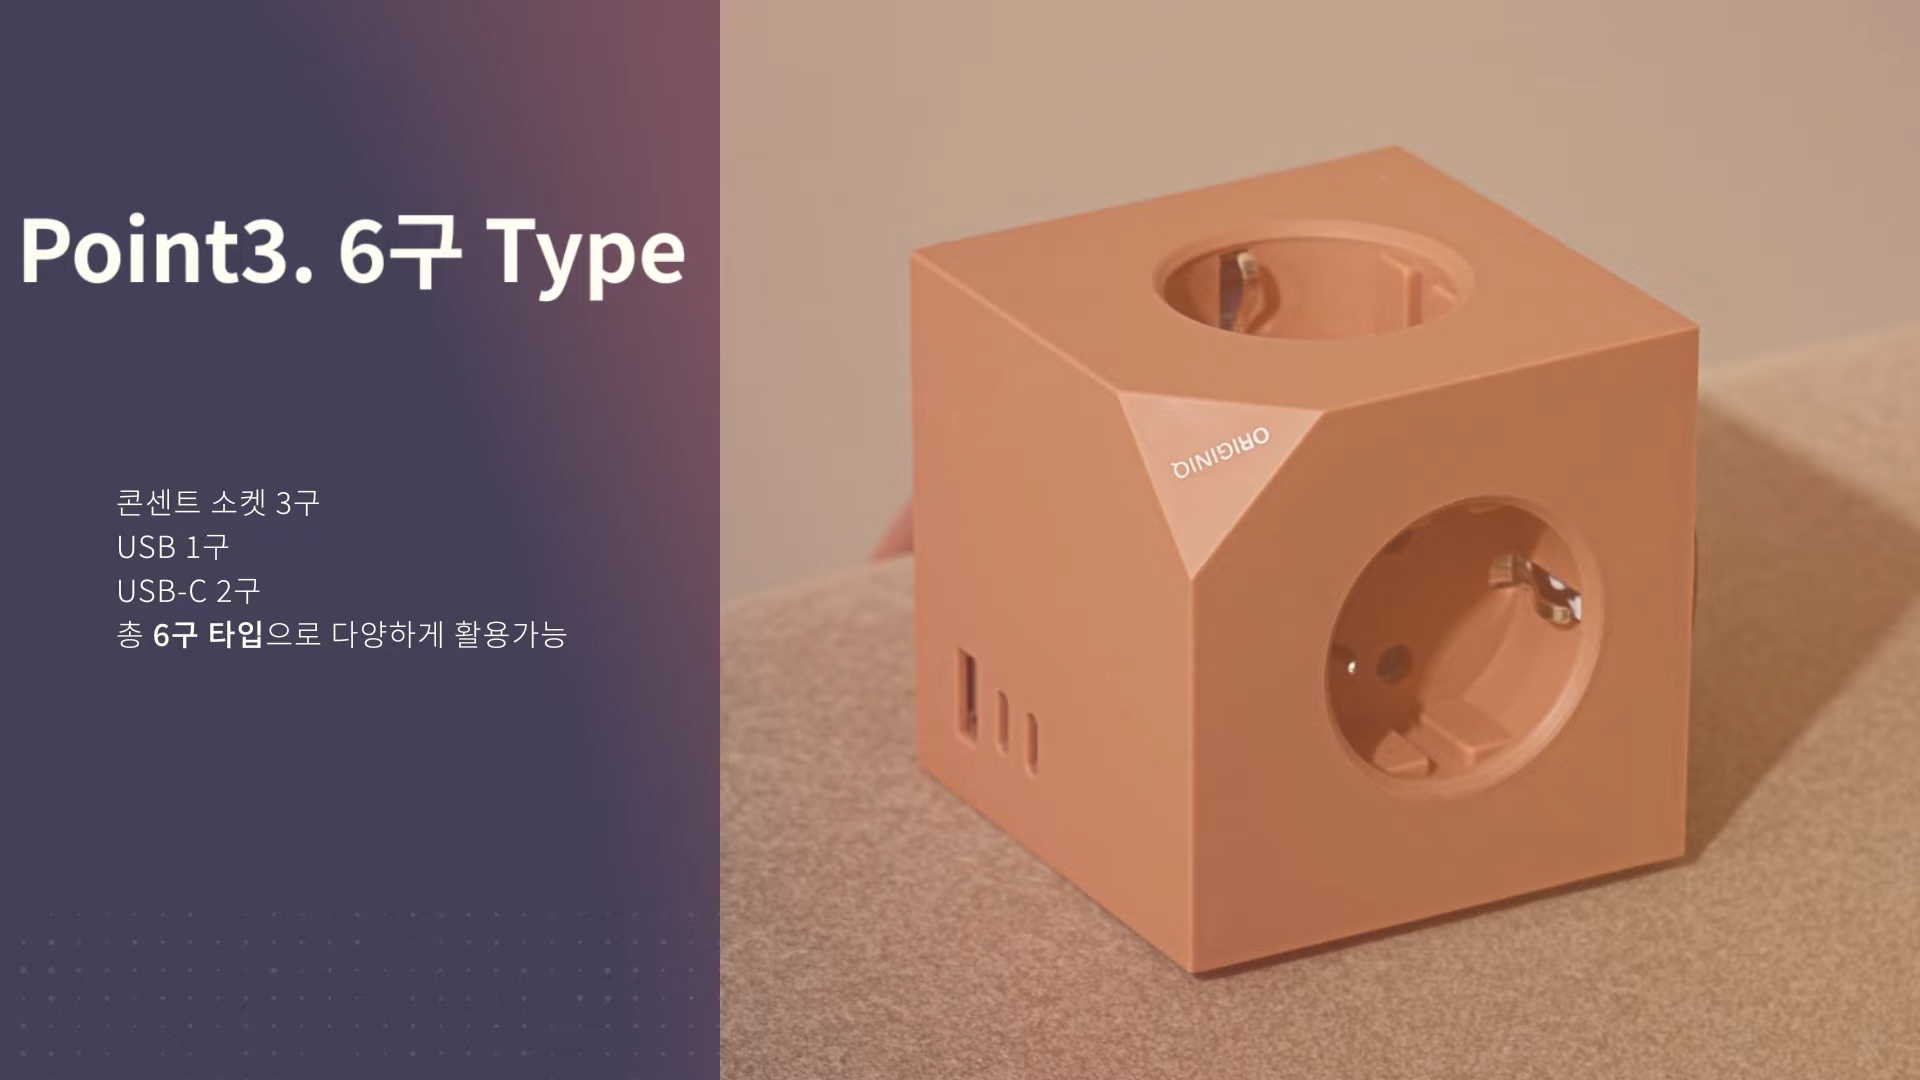 Point3. 6구 Type
콘센트 소켓 3구
USB 1구
USB-C 2구
총 6구 타입으로 다양하게 활용가능
ORIGINIQ